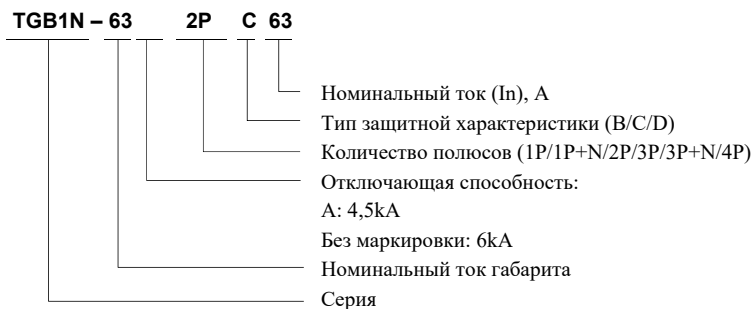 TGB1N – 63 2P C 63
Номинальный ток (In), А
Тип защитной характеристики (B/C/D)
Количество полюсов (1P/1P+N/2P/3P/3P+N/4P)
Отключающая способность:
А: 4,5kA
Без маркировки: 6kA
Номинальный ток габарита
Серия